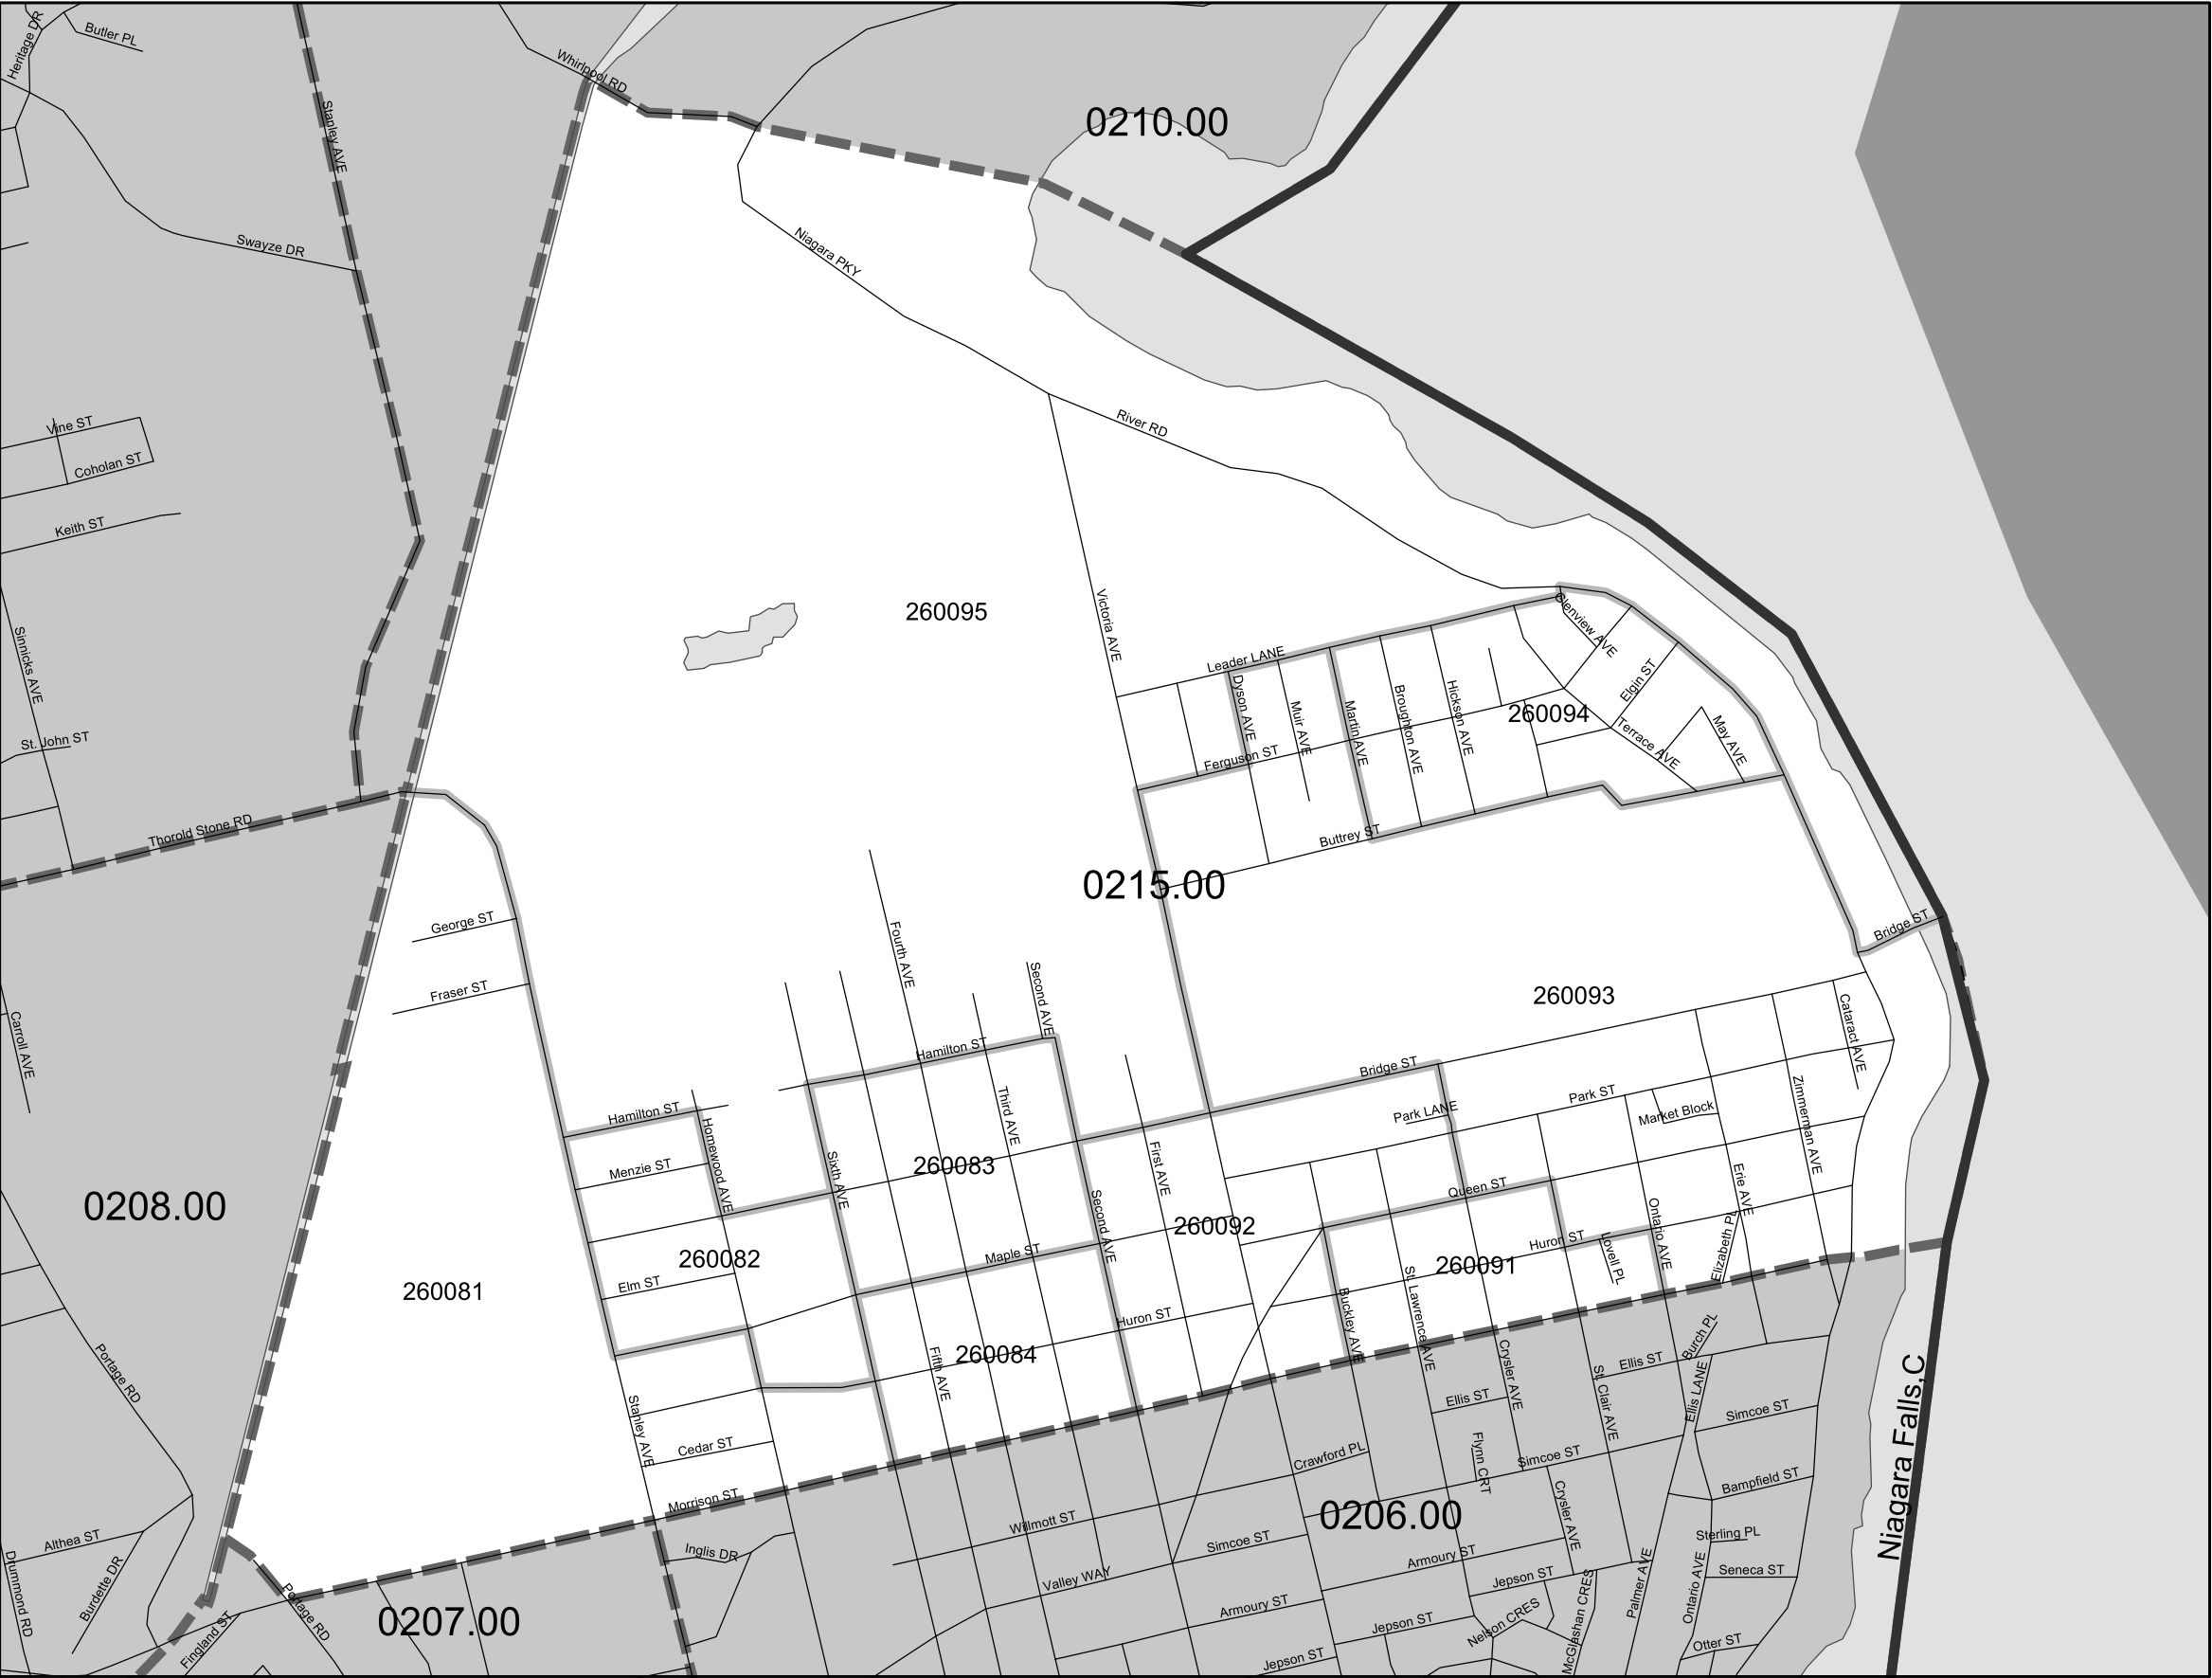 Heritage DR
Butler PL
Stanley AVE
Whirlpool RD
0210.00
Swayze DR
Niagara PKY
Vine ST
Coholan ST
Keith ST
River RD
260095
Victoria AVE
Glenview AVE
Sinnicks AVE
Leader LANE
Elgin ST
Dyson AVE
Muir AVE
Martin AVE
Broughton AVE
Hickson AVE
260094
St. John ST
Terrace AVE
May AVE
Ferguson ST
Thorold Stone RD
Buttrey ST
0215.00
George ST
Fourth AVE
Bridge ST
Fraser ST
Second AVE
260093
Carroll AVE
Cataract AVE
Hamilton ST
Bridge ST
Hamilton ST
Third AVE
Park ST
Park LANE
Market Block
Zimmerman AVE
Homewood AVE
Menzie ST
Sixth AVE
260083
First AVE
Erie AVE
Queen ST
0208.00
Second AVE
260092
Ontario AVE
Elizabeth PL
Maple ST
260082
Huron ST
Lovell PL
260091
Elm ST
260081
Buckley AVE
St. Lawrence AVE
Huron ST
260084
Portage RD
Fifth AVE
Crysler AVE
Burch PL
Ellis ST
St. Clair AVE
Ellis LANE
Niagara Falls,C
Stanley AVE
Ellis ST
Simcoe ST
Cedar ST
Crawford PL
Flynn CRT
Simcoe ST
Bampfield ST
Morrison ST
Crysler AVE
0206.00
Willmott ST
Althea ST
Simcoe ST
Sterling PL
Inglis DR
Armoury ST
Drummond RD
Burdette DR
Valley WAY
Jepson ST
Palmer AVE
Ontario AVE
Seneca ST
Portage RD
0207.00
Fingland ST
Armoury ST
Jepson ST
Nelson CRES
McGlashan CRES
Otter ST
Jepson ST